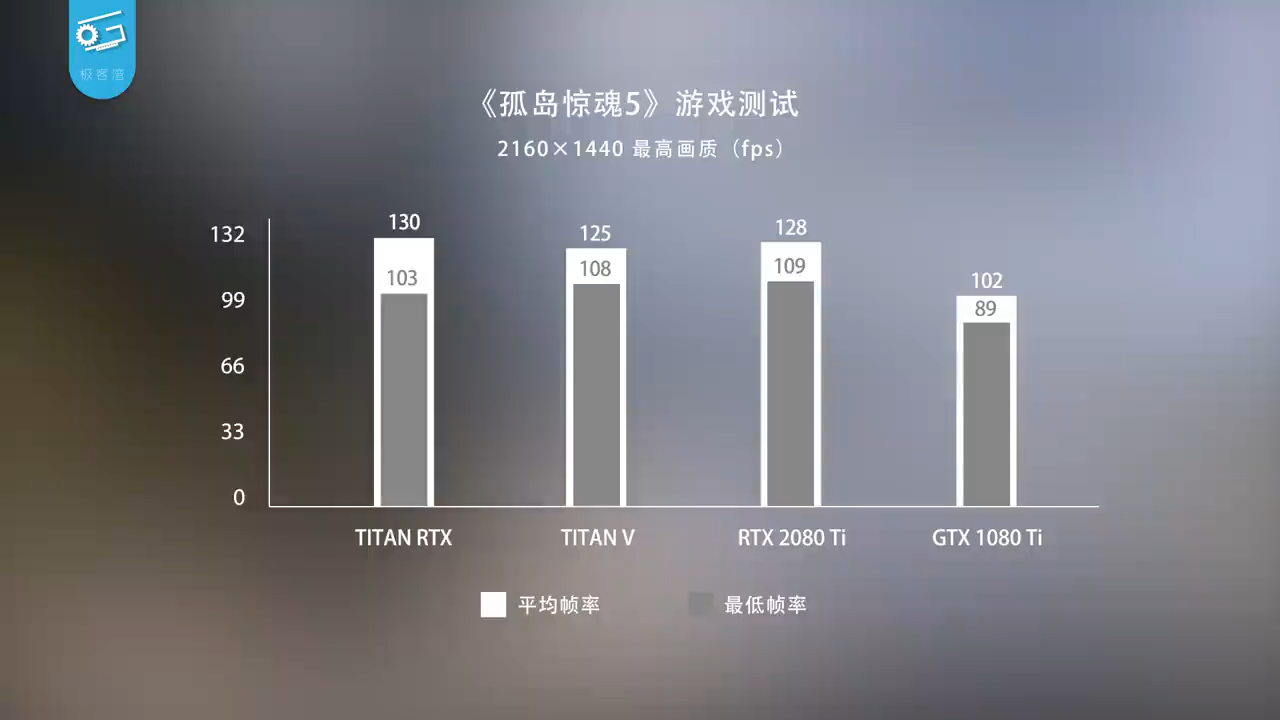 极客湾
《孤岛惊魂5》游戏测试
2160×1440 最高画质（fps）
132
99
66
33
0
130
103
125
108
128
109
102
89
TITAN RTX
TITAN V
RTX 2080 Ti
GTX 1080 Ti
平均帧率
最低帧率